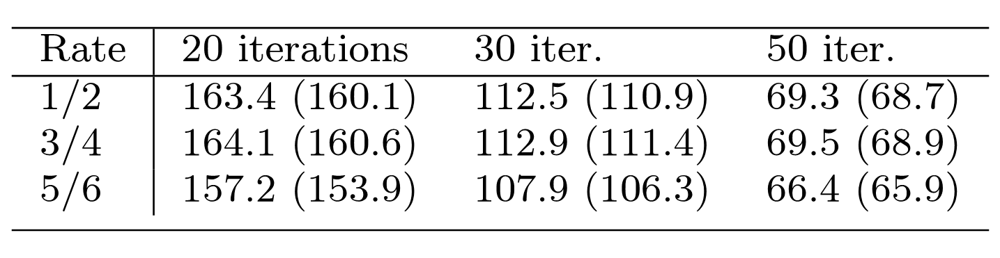 Rate 20 iterations 30 iter. 50 iter.
1/2 163.4 (160.1) 112.5 (110.9) 69.3 (68.7)
3/4 164.1 (160.6) 112.9 (111.4) 69.5 (68.9)
5/6 157.2 (153.9) 107.9 (106.3) 66.4 (65.9)